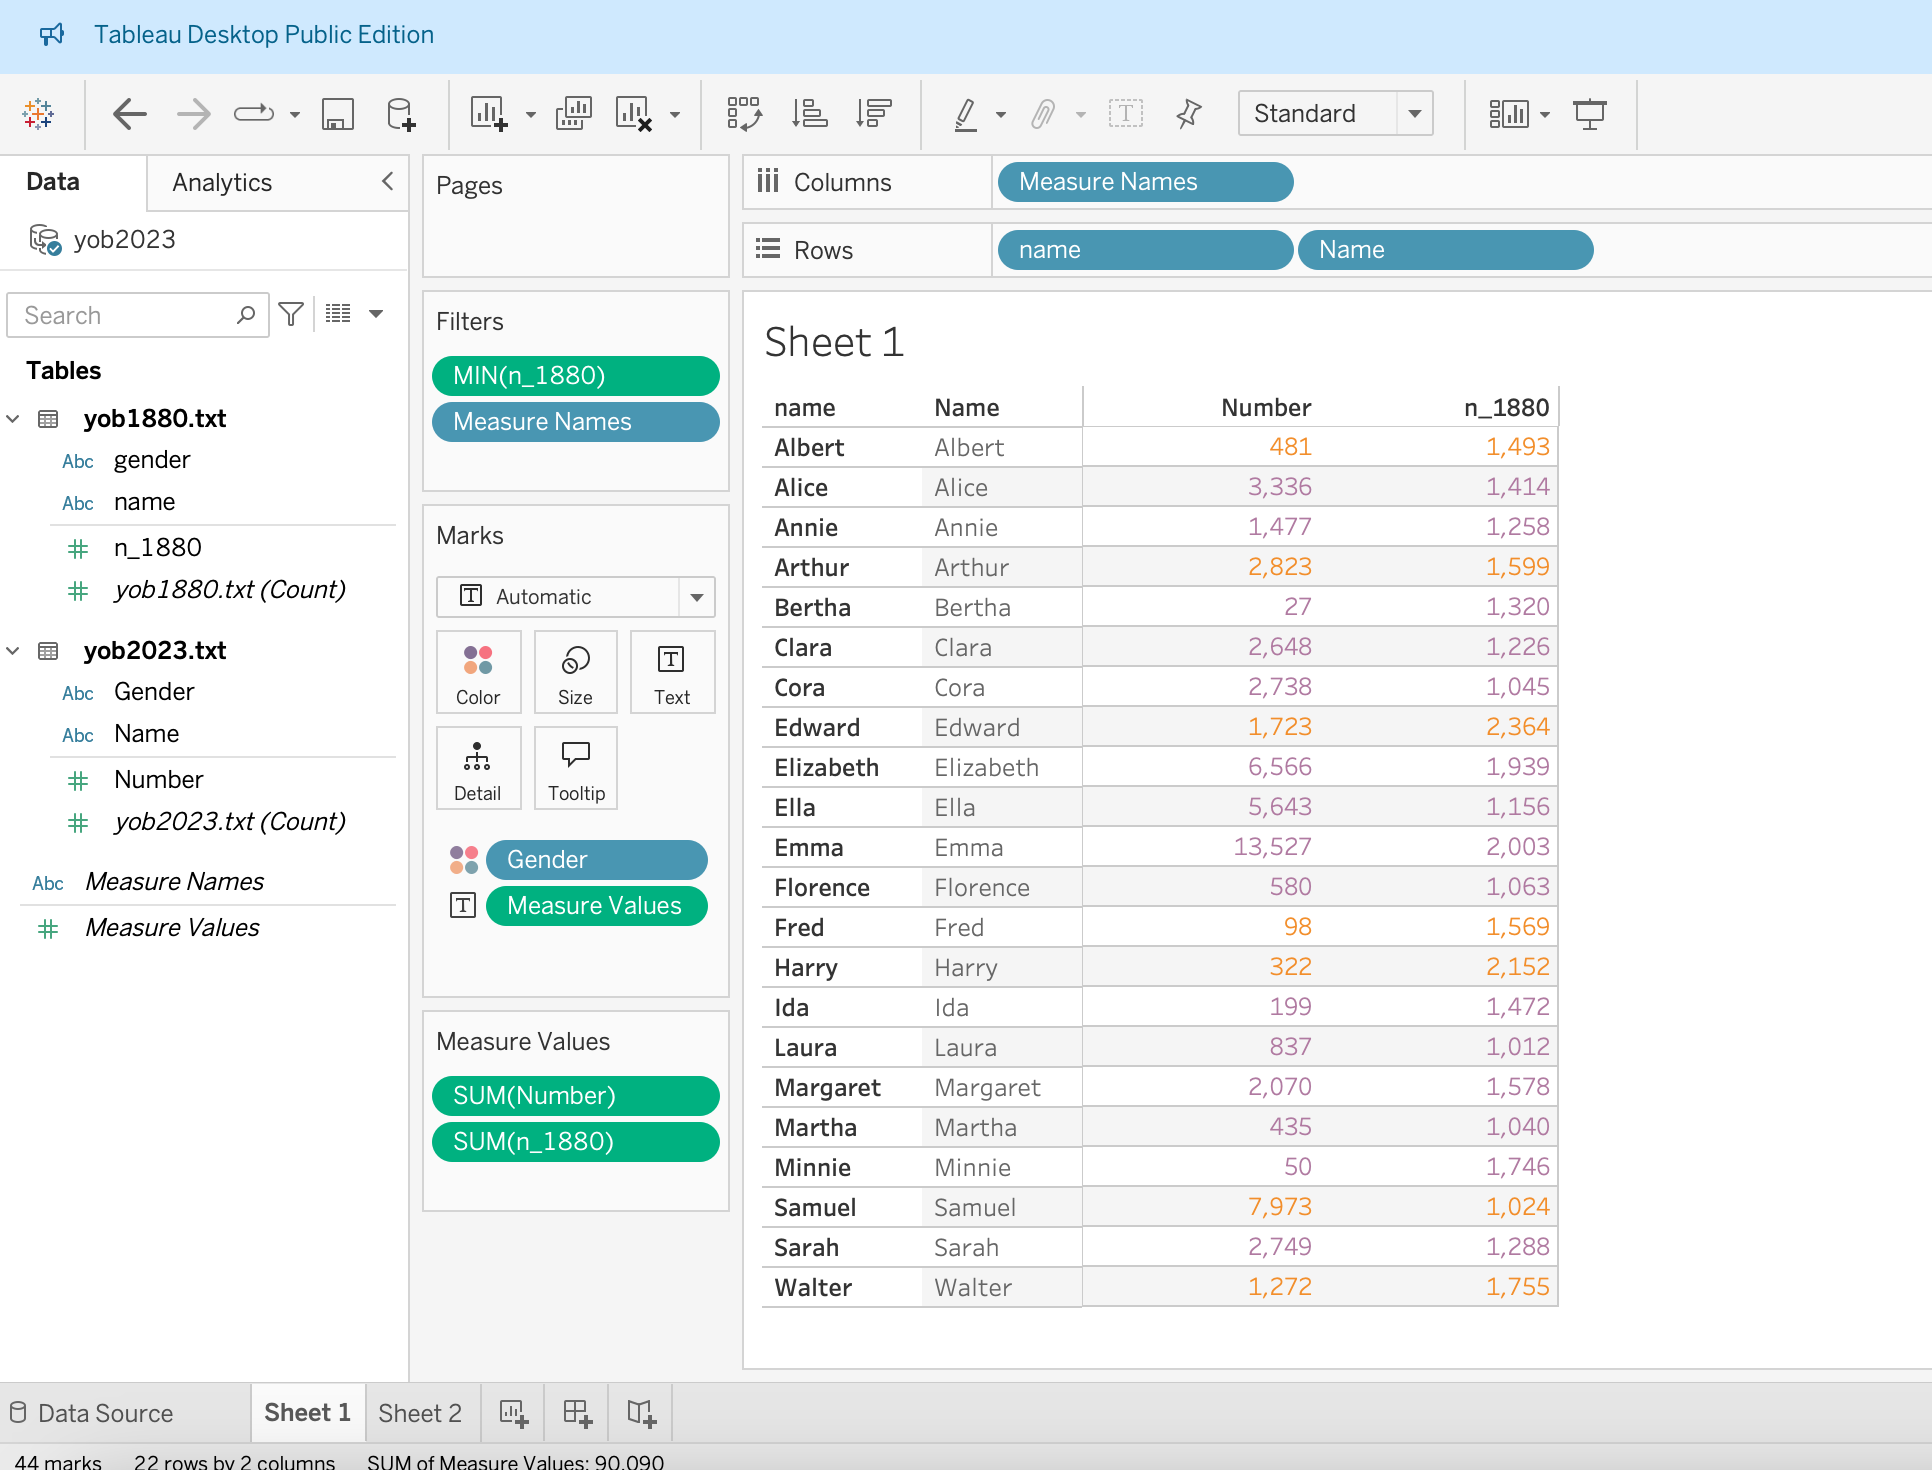 Tableau Desktop Public Edition
Standard
Data
Analytics
yob2023
Search
Tables
yob1880.txt
Abc gender
Abc name
n_1880
yob1880.txt (Count)
yob2023.txt
Abc Gender
Abc Name
Number
yob2023.txt (Count)
Abc Measure Names
Measure Values
Pages
Filters
MIN(n_1880)
Measure Names
Marks
T Automatic
Color Size Text
Detail Tooltip
Gender
Measure Values
Measure Values
SUM(Number)
SUM(n_1880)
Columns Measure Names
Rows name Name
Sheet 1
name Name Number n_1880
Albert Albert 481 1,493
Alice Alice 3,336 1,414
Annie Annie 1,477 1,258
Arthur Arthur 2,823 1,599
Bertha Bertha 27 1,320
Clara Clara 2,648 1,226
Cora Cora 2,738 1,045
Edward Edward 1,723 2,364
Elizabeth Elizabeth 6,566 1,939
Ella Ella 5,643 1,156
Emma Emma 13,527 2,003
Florence Florence 580 1,063
Fred Fred 98 1,569
Harry Harry 322 2,152
Ida Ida 199 1,472
Laura Laura 837 1,012
Margaret Margaret 2,070 1,578
Martha Martha 435 1,040
Minnie Minnie 50 1,746
Samuel Samuel 7,973 1,024
Sarah Sarah 2,749 1,288
Walter Walter 1,272 1,755
Data Source Sheet 1 Sheet 2
44 marks 22 rows by 2 columns SUM of Measure Values: 90,090